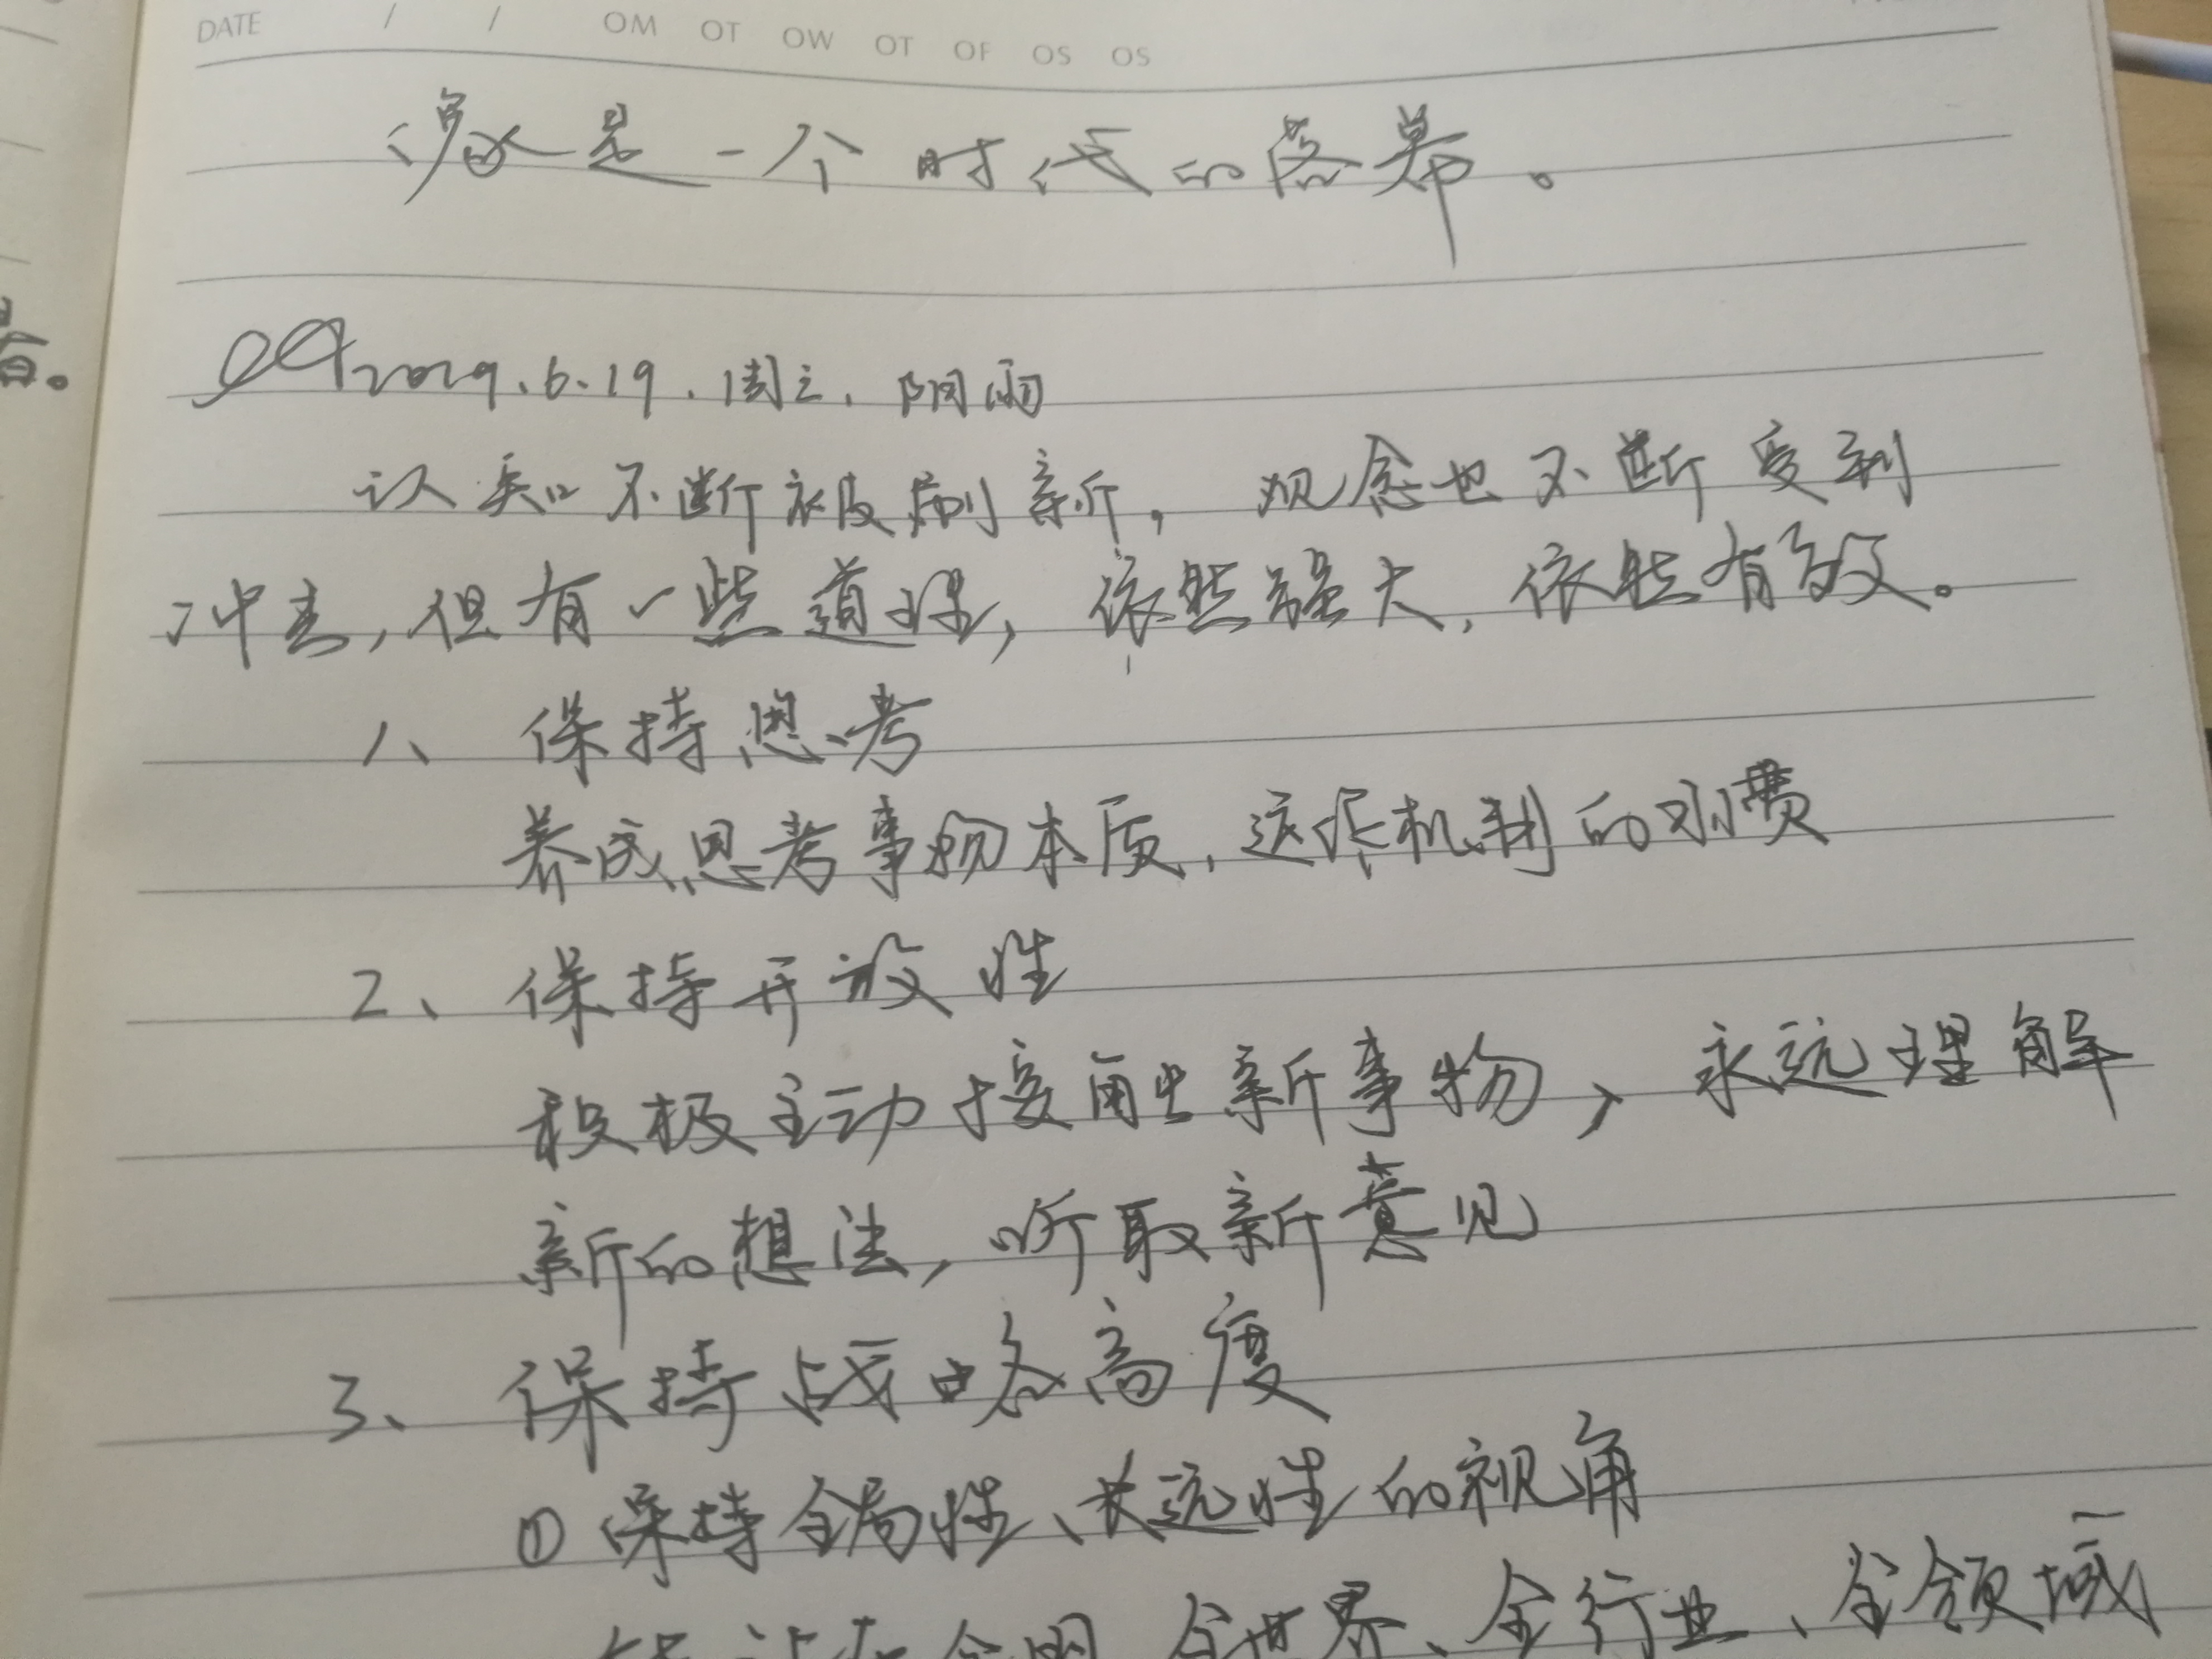 DATE / / OM OT OW OT OF OS OS
是一个时代的落幕。
2019.6.19.周三.阴雨
认知不断被刷新，观念也不断受到
冲击,但有一些道理,依然强大,依然有效。
1、保持思考
养成思考事物本质、运作机制的习惯
2、保持开放性
积极主动接触新事物,永远理解
新的想法,听取新意见
3、保持战略高度
①保持全局性、长远性的视角
全世界、全行业、全领域